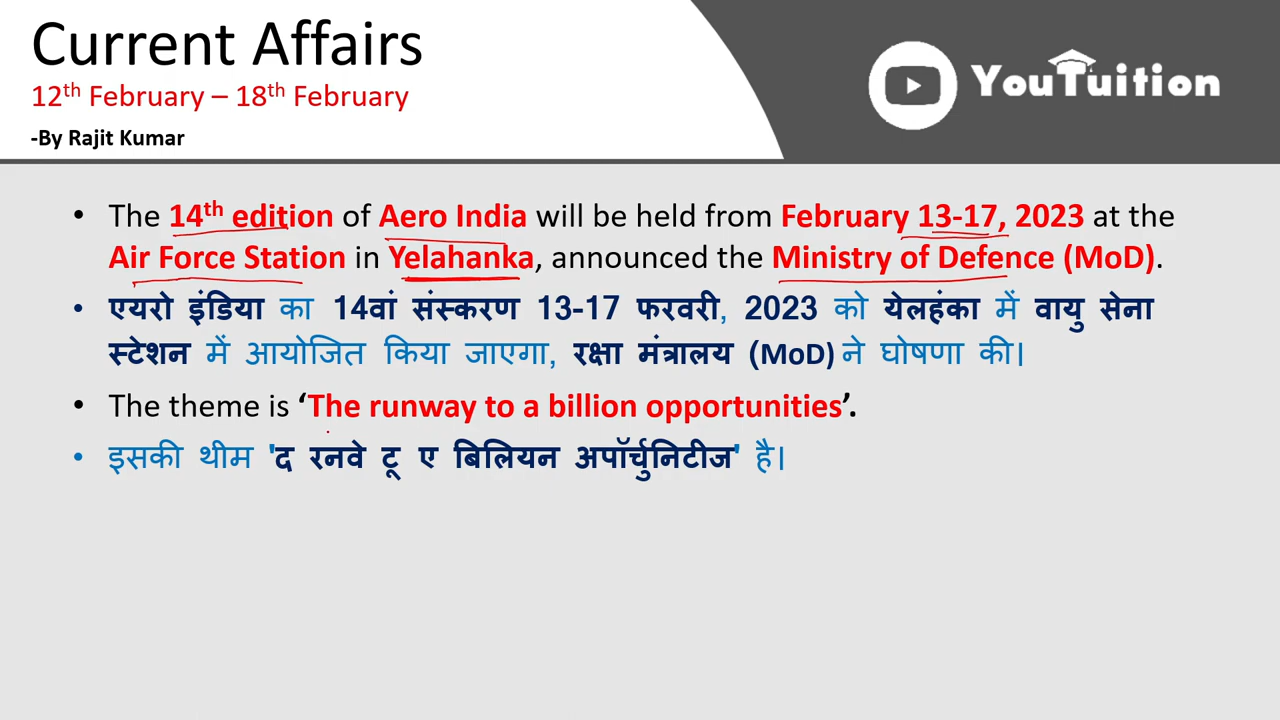 Current Affairs
12th February – 18th February
-By Rajit Kumar
YouTuition
• The 14th edition of Aero India will be held from February 13-17, 2023 at the
Air Force Station in Yelahanka, announced the Ministry of Defence (MoD).
• एयरो इंडिया का 14वां संस्करण 13-17 फरवरी, 2023 को येलहंका में वायु सेना
स्टेशन में आयोजित किया जाएगा, रक्षा मंत्रालय (MoD) ने घोषणा की।
• The theme is ‘The runway to a billion opportunities’.
• इसकी थीम 'द रनवे टू ए बिलियन अपॉर्चुनिटीज' है।